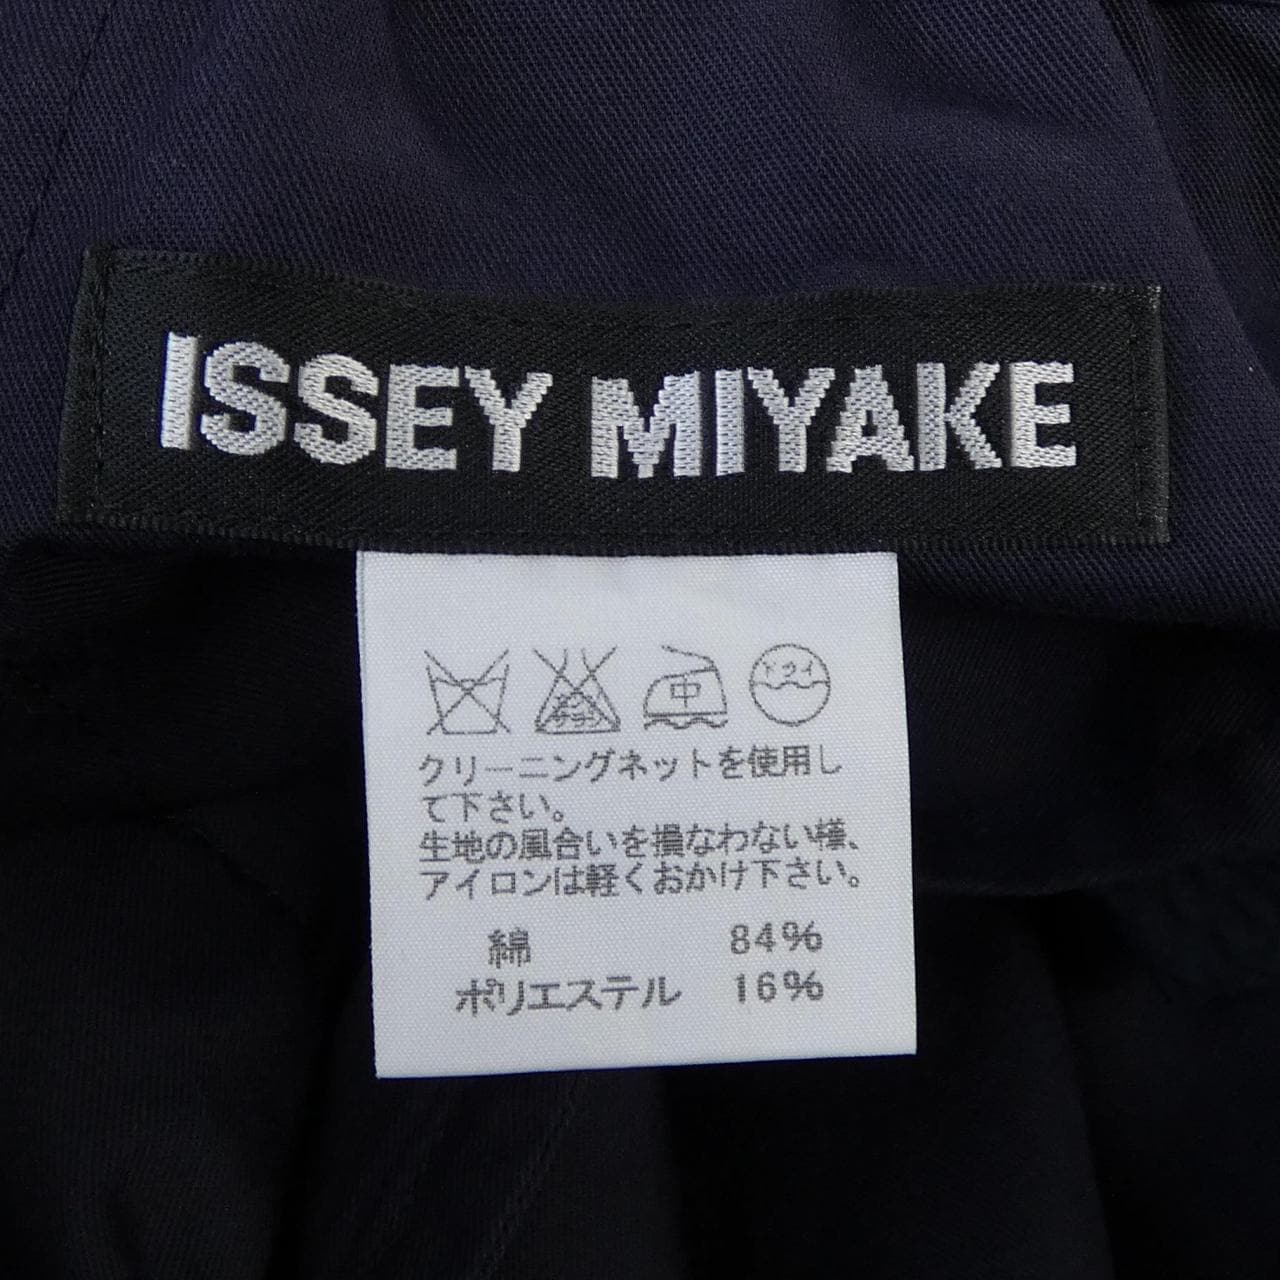 ISSEY MIYAKE
中 ドライ
クリーニングネットを使用し
て下さい。
生地の風合いを損なわない様、
アイロンは軽くおかけ下さい。
綿 84%
ポリエステル 16%